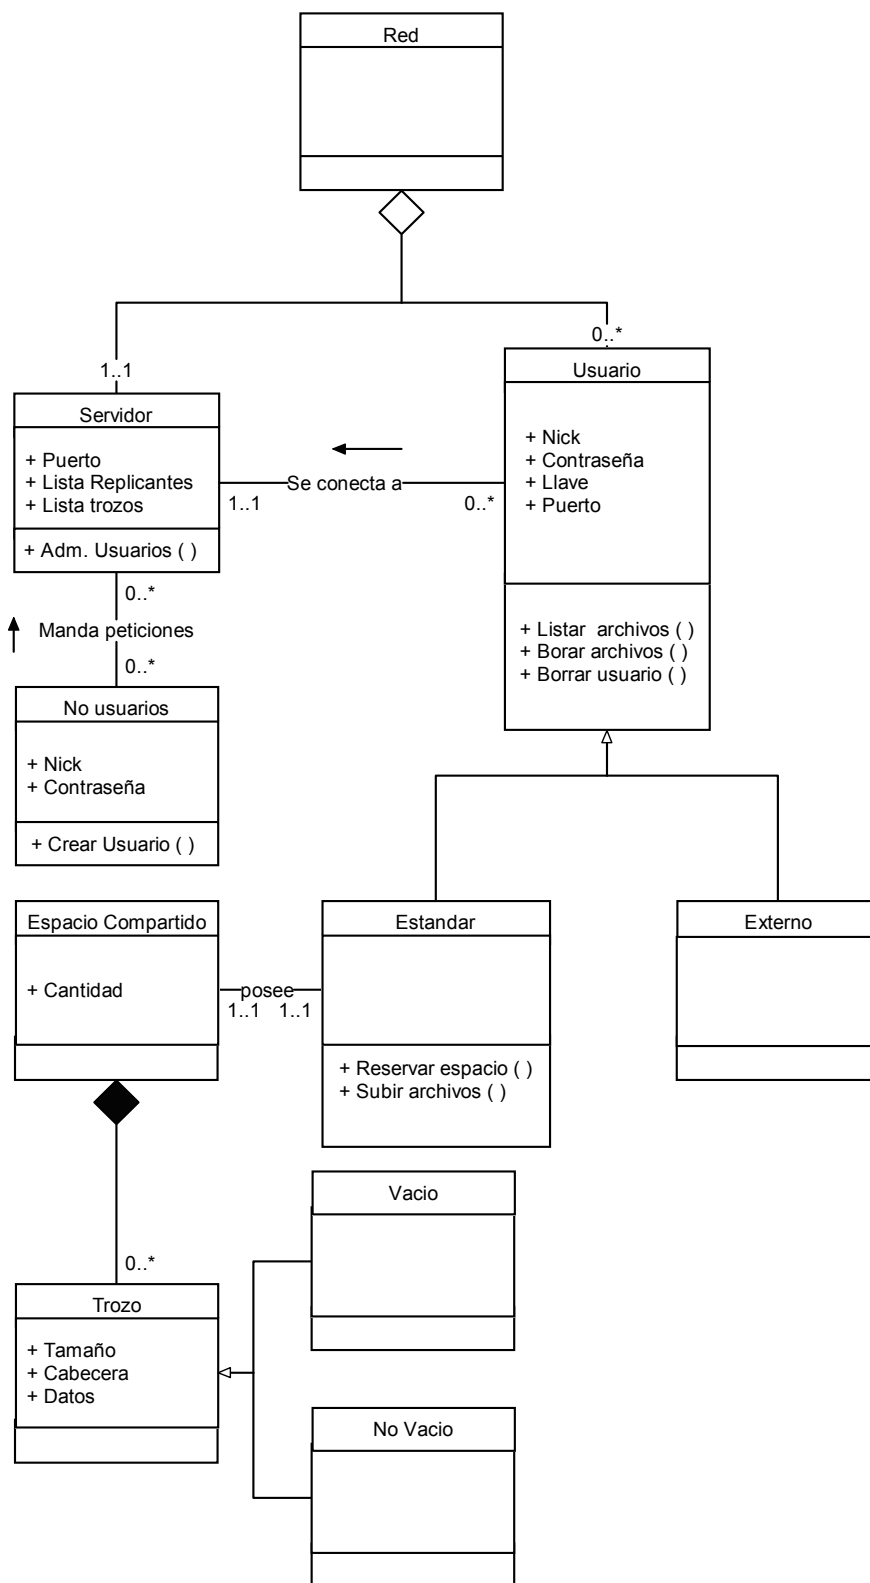 Red
0..*
1..1
Usuario
Servidor
+ Nick
+ Contraseña
+ Llave
+ Puerto
+ Puerto
+ Lista Replicantes
+ Lista trozos
Se conecta a
1..1
0..*
+ Adm. Usuarios ( )
0..*
Manda peticiones
0..*
+ Listar archivos ( )
+ Borar archivos ( )
+ Borrar usuario ( )
No usuarios
+ Nick
+ Contraseña
+ Crear Usuario ( )
Espacio Compartido
Estandar
Externo
+ Cantidad
posee
1..1
1..1
+ Reservar espacio ( )
+ Subir archivos ( )
Vacio
0..*
Trozo
+ Tamaño
+ Cabecera
+ Datos
No Vacio